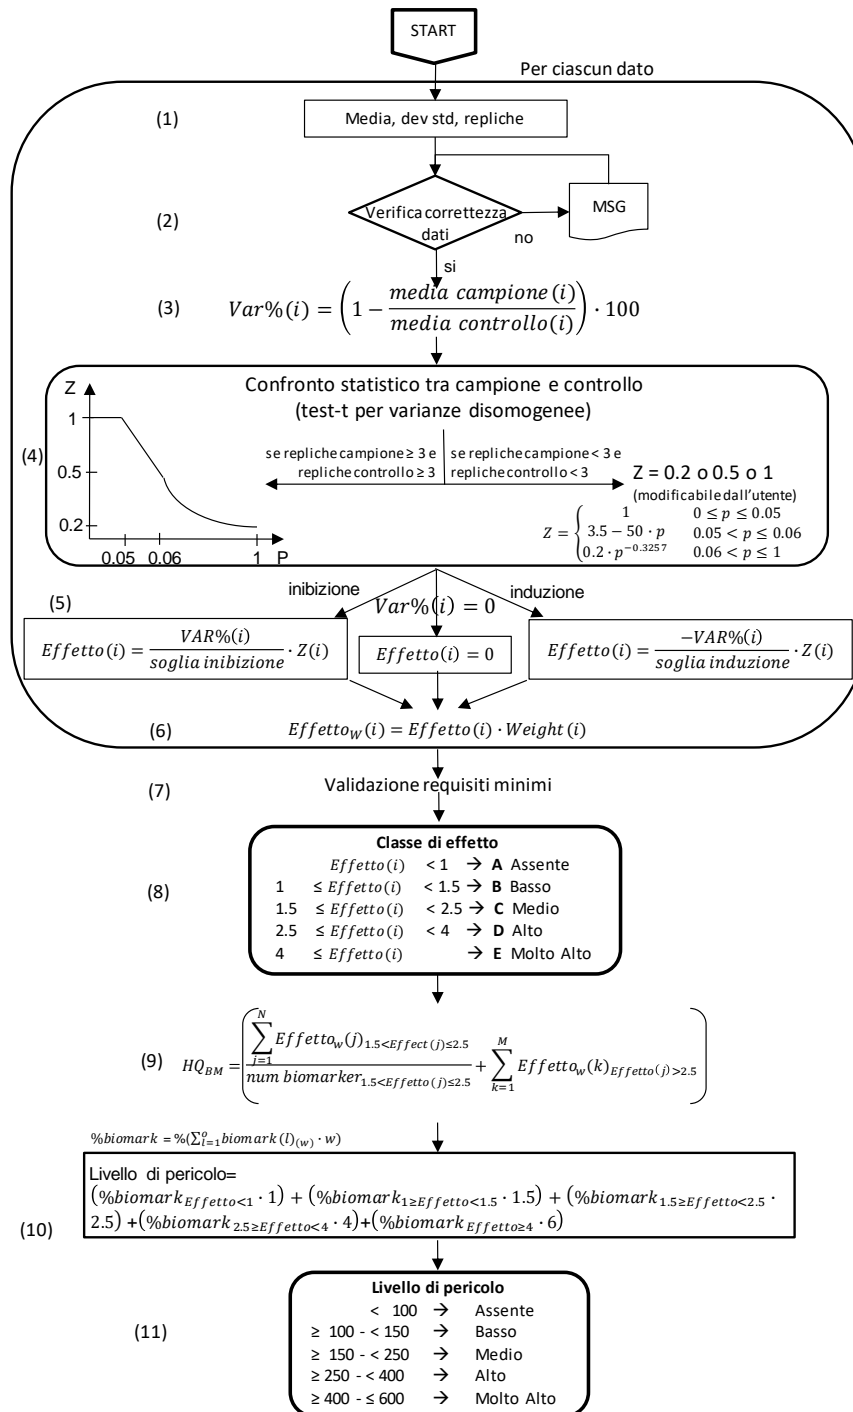 START
Per ciascun dato
(1)
Media, dev std, repliche
(2)
Verifica correttezza
dati
no
MSG
si
(3)
Var%(i) = (1 − media campione(i) / media controllo(i)) · 100
(4)
Confronto statistico tra campione e controllo
(test-t per varianze disomogenee)
Z
1
0.5
0.2
0.05 0.06 1 P
se repliche campione ≥ 3 e
repliche controllo ≥ 3
se repliche campione < 3 e
repliche controllo < 3
Z = 0.2 o 0.5 o 1
(modificabile dall'utente)
Z = { 1 0 ≤ p ≤ 0.05
3.5 − 50 · p 0.05 < p ≤ 0.06
0.2 · p^−0.3257 0.06 < p ≤ 1
(5)
inibizione
Var%(i) = 0
induzione
Effetto(i) = VAR%(i) / soglia inibizione · Z(i)
Effetto(i) = 0
Effetto(i) = −VAR%(i) / soglia induzione · Z(i)
(6)
Effetto_W(i) = Effetto(i) · Weight(i)
(7)
Validazione requisiti minimi
(8)
Classe di effetto
Effetto(i) < 1 → A Assente
1 ≤ Effetto(i) < 1.5 → B Basso
1.5 ≤ Effetto(i) < 2.5 → C Medio
2.5 ≤ Effetto(i) < 4 → D Alto
4 ≤ Effetto(i) → E Molto Alto
(9)
HQ_BM = (∑_{j=1}^{N} Effetto_w(j)_{1.5<Effect(j)≤2.5} / num biomarker_{1.5<Effetto(j)≤2.5} + ∑_{k=1}^{M} Effetto_w(k)_{Effetto(j)>2.5})
%biomark = %(∑_{l=1}^{o} biomark(l)_(w) · w)
(10)
Livello di pericolo=
(%biomark_{Effetto<1} · 1) + (%biomark_{1≥Effetto<1.5} · 1.5) + (%biomark_{1.5≥Effetto<2.5} ·
2.5) +(%biomark_{2.5≥Effetto<4} · 4)+(%biomark_{Effetto≥4} · 6)
(11)
Livello di pericolo
< 100 → Assente
≥ 100 - < 150 → Basso
≥ 150 - < 250 → Medio
≥ 250 - < 400 → Alto
≥ 400 - ≤ 600 → Molto Alto